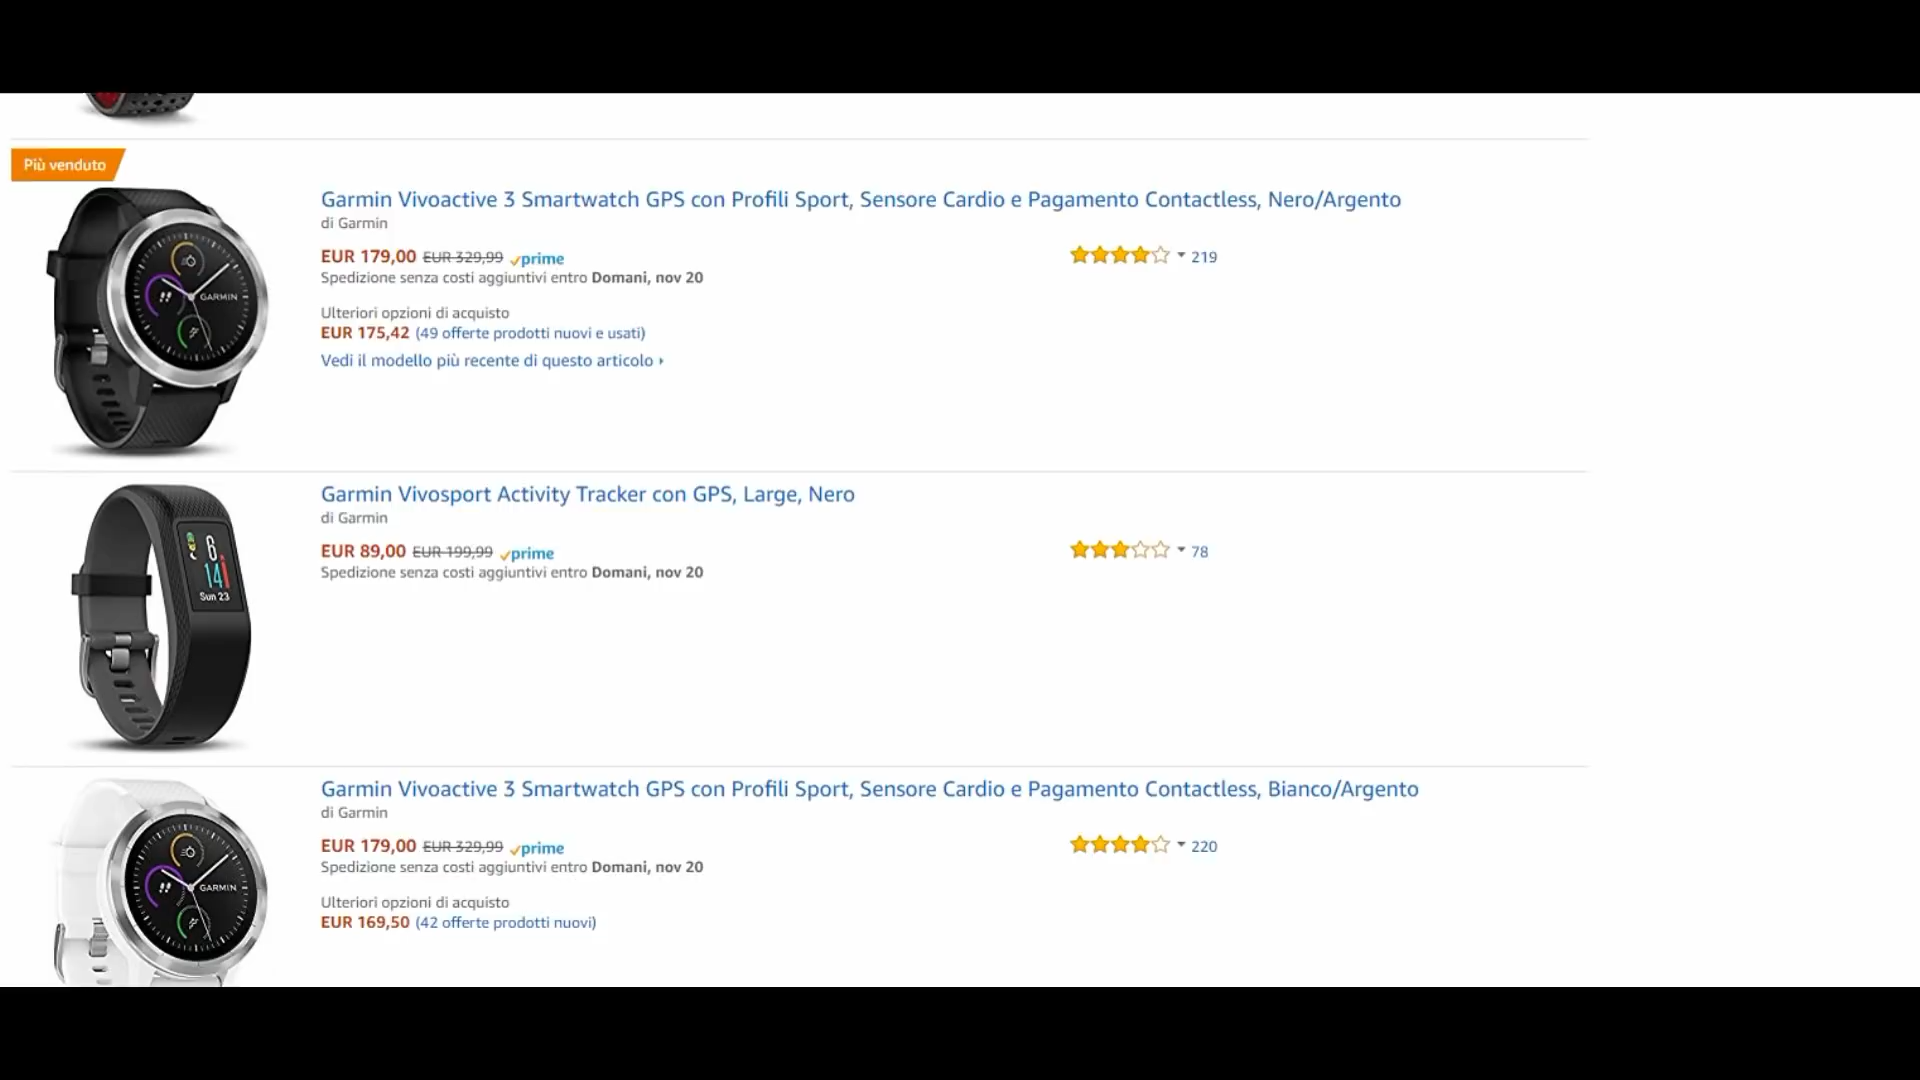 Più venduto
Garmin Vivoactive 3 Smartwatch GPS con Profili Sport, Sensore Cardio e Pagamento Contactless, Nero/Argento
di Garmin
EUR 179,00 EUR 329,99 prime
219
Spedizione senza costi aggiuntivi entro Domani, nov 20
Ulteriori opzioni di acquisto
EUR 175,42 (49 offerte prodotti nuovi e usati)
Vedi il modello più recente di questo articolo
GARMIN
Garmin Vivosport Activity Tracker con GPS, Large, Nero
di Garmin
EUR 89,00 EUR 199,99 prime
78
Spedizione senza costi aggiuntivi entro Domani, nov 20
6
14
Sun 23
Garmin Vivoactive 3 Smartwatch GPS con Profili Sport, Sensore Cardio e Pagamento Contactless, Bianco/Argento
di Garmin
EUR 179,00 EUR 329,99 prime
220
Spedizione senza costi aggiuntivi entro Domani, nov 20
Ulteriori opzioni di acquisto
EUR 169,50 (42 offerte prodotti nuovi)
GARMIN